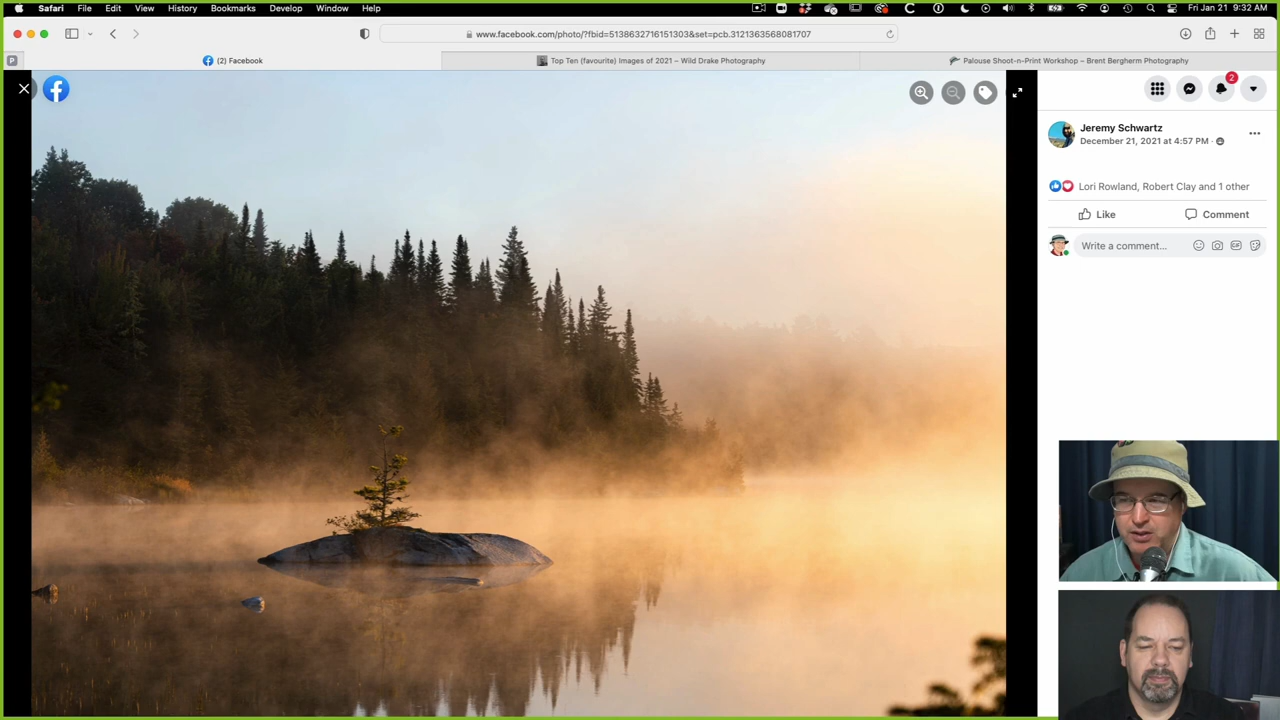 Safari File Edit View History Bookmarks Develop Window Help Fri Jan 21 9:32 AM
www.facebook.com/photo/?fbid=5138632716151303&set=pcb.3121363568081707
P (2) Facebook Top Ten (favourite) Images of 2021 – Wild Drake Photography Palouse Shoot-n-Print Workshop – Brent Bergherm Photography
2
Jeremy Schwartz
December 21, 2021 at 4:57 PM ·
Lori Rowland, Robert Clay and 1 other
Like Comment
Write a comment...